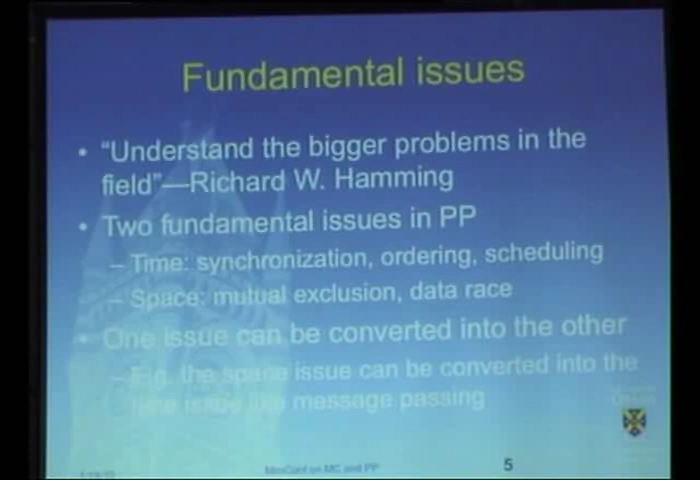 Fundamental issues
• “Understand the bigger problems in the
field”—Richard W. Hamming
• Two fundamental issues in PP
– Time: synchronization, ordering, scheduling
– Space: mutual exclusion, data race
• One issue can be converted into the other
– E.g. the space issue can be converted into the
time issue like message passing
MiniConf on MC and PP
5